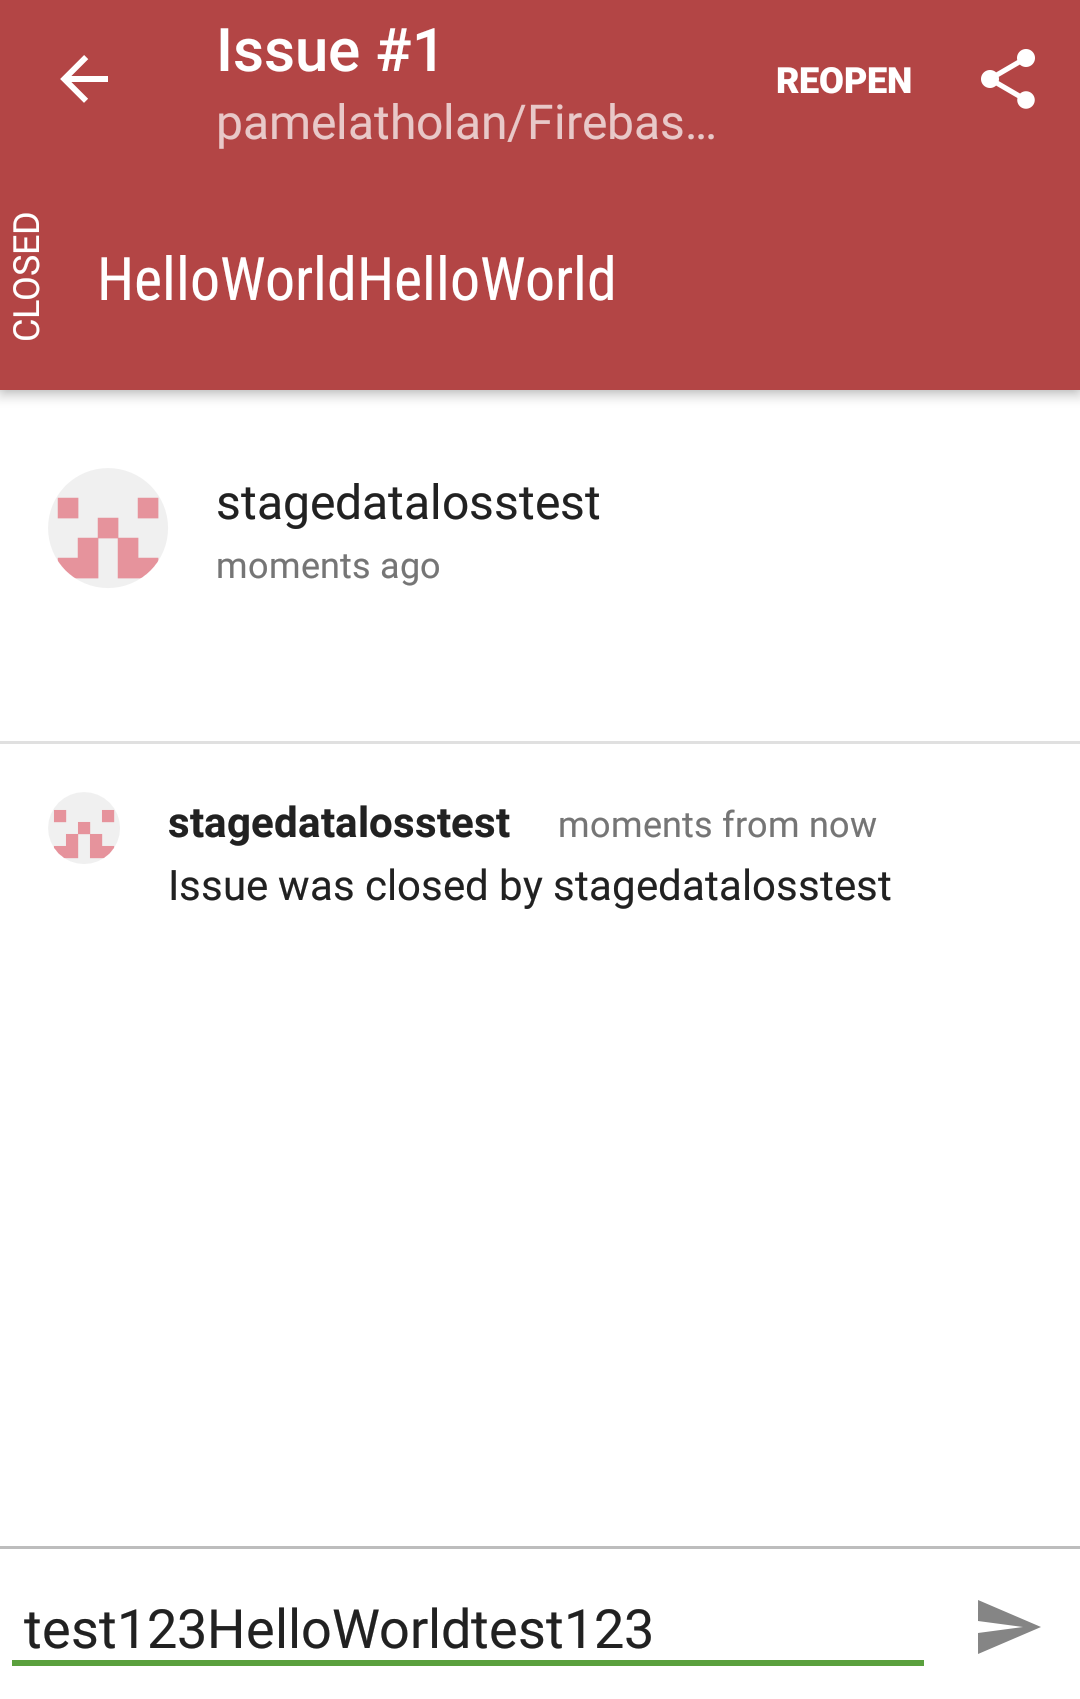 Issue #1
pamelatholan/Firebas...
REOPEN
CLOSED
HelloWorldHelloWorld
stagedatalosstest
moments ago
stagedatalosstest moments from now
Issue was closed by stagedatalosstest
test123HelloWorldtest123